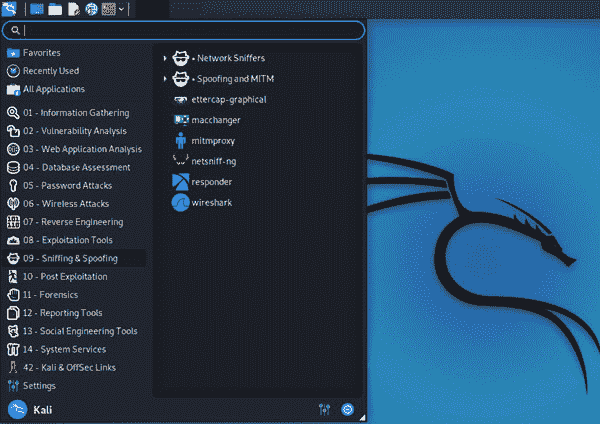 Favorites
Recently Used
All Applications
01 - Information Gathering
02 - Vulnerability Analysis
03 - Web Application Analysis
04 - Database Assessment
05 - Password Attacks
06 - Wireless Attacks
07 - Reverse Engineering
08 - Exploitation Tools
09 - Sniffing & Spoofing
10 - Post Exploitation
11 - Forensics
12 - Reporting Tools
13 - Social Engineering Tools
14 - System Services
42 - Kali & OffSec Links
Settings
• Network Sniffers
• Spoofing and MITM
ettercap-graphical
macchanger
mitmproxy
netsniff-ng
responder
wireshark
Kali